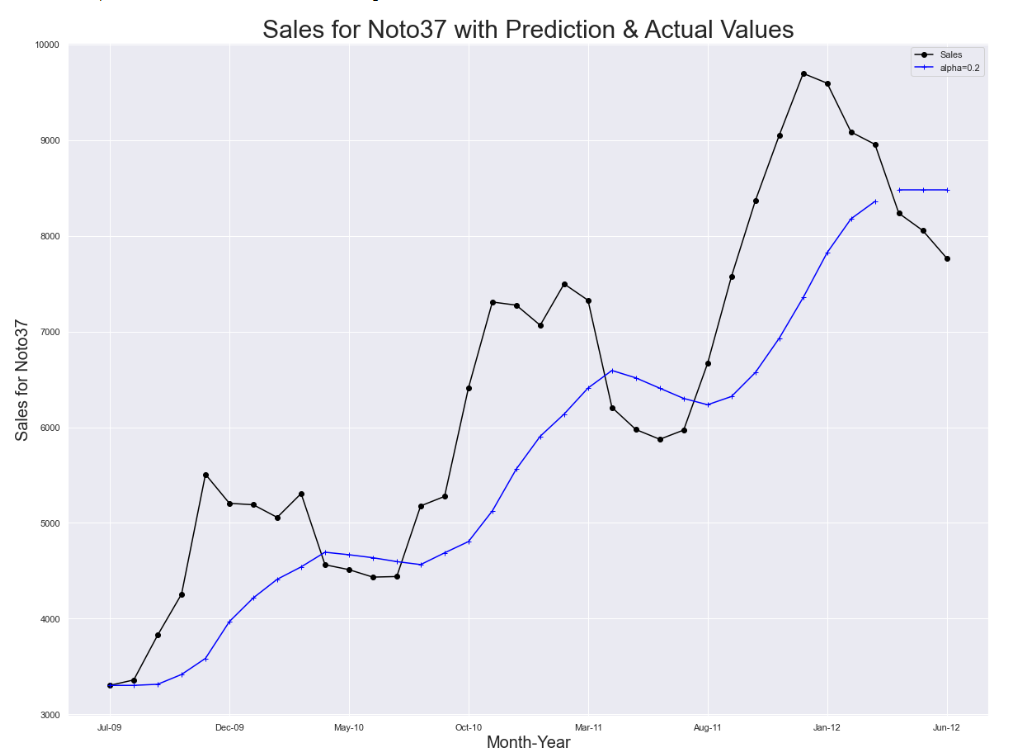 Sales for Noto37 with Prediction & Actual Values
Sales
alpha=0.2
Sales for Noto37
10000
9000
8000
7000
6000
5000
4000
3000
Jul-09 Dec-09 May-10 Oct-10 Mar-11 Aug-11 Jan-12 Jun-12
Month-Year